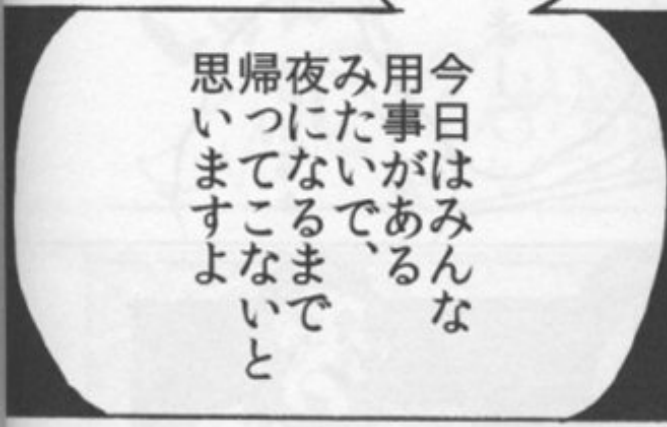 今日はみんな
用事がある
みたいで、
夜になるまで
帰ってこないと
思いますよ